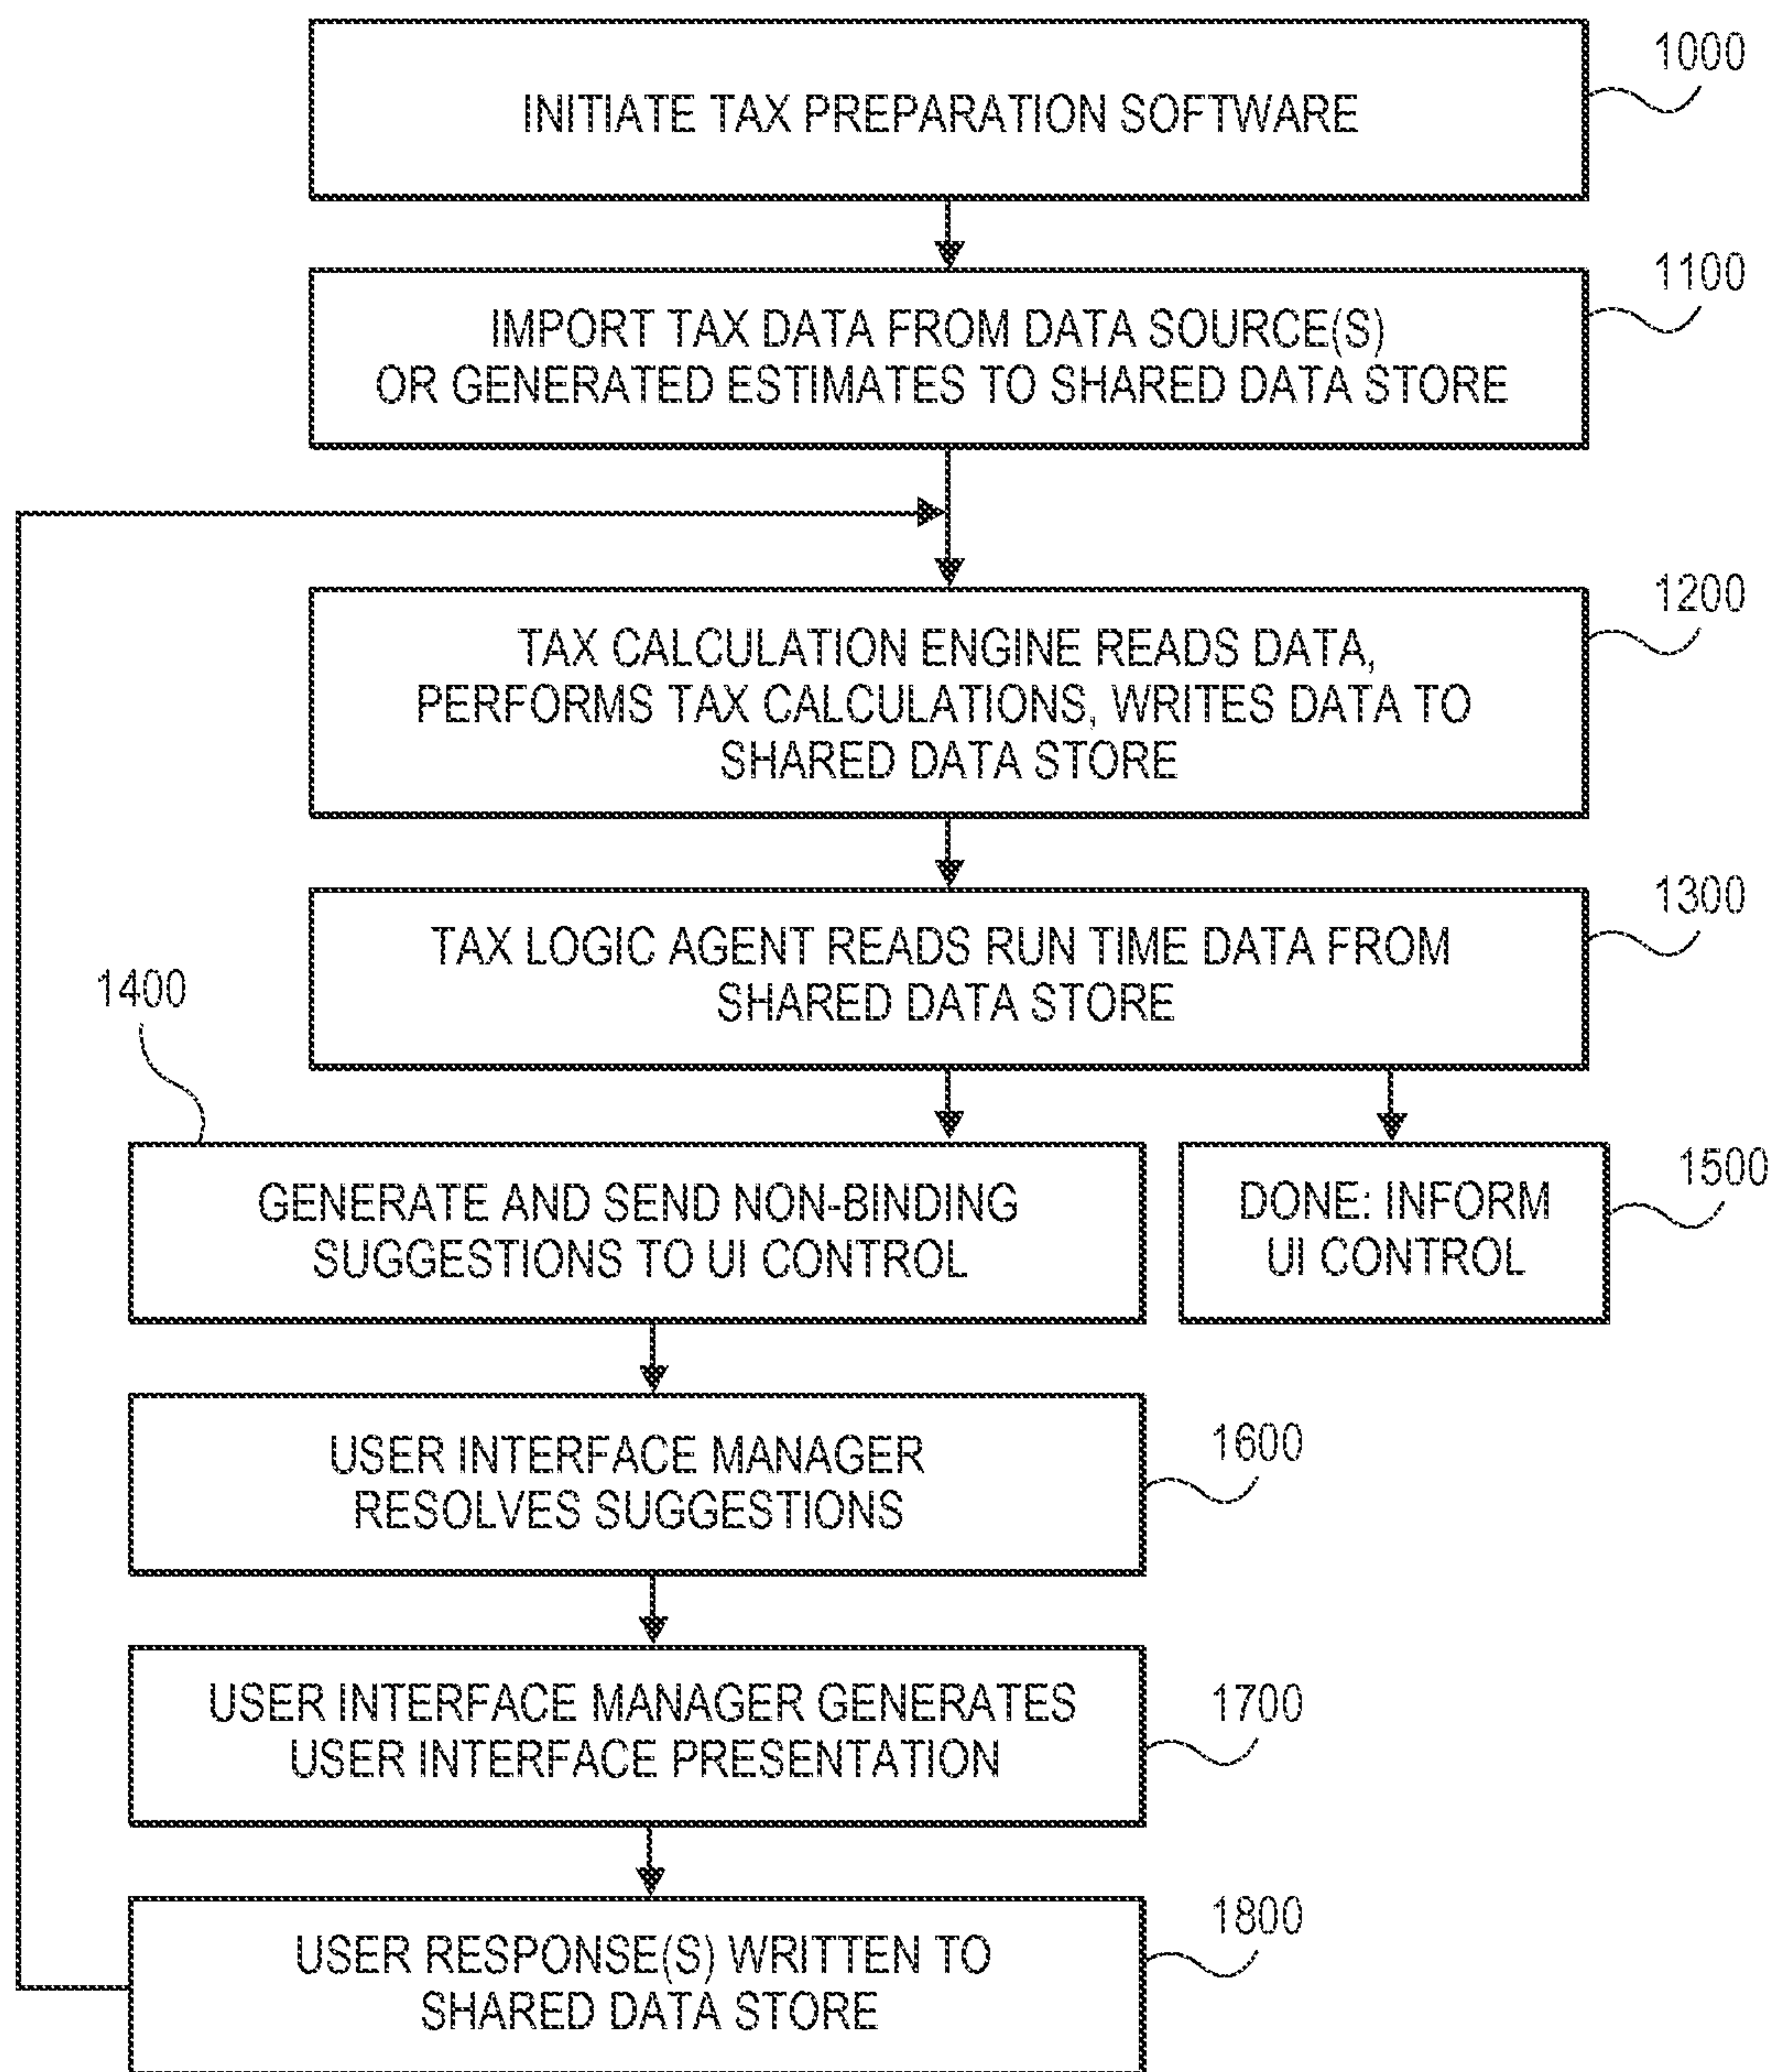 1000
INITIATE TAX PREPARATION SOFTWARE
1100
IMPORT TAX DATA FROM DATA SOURCE(S)
OR GENERATED ESTIMATES TO SHARED DATA STORE
1200
TAX CALCULATION ENGINE READS DATA,
PERFORMS TAX CALCULATIONS, WRITES DATA TO
SHARED DATA STORE
1300
TAX LOGIC AGENT READS RUN TIME DATA FROM
SHARED DATA STORE
1400
GENERATE AND SEND NON-BINDING
SUGGESTIONS TO UI CONTROL
1500
DONE: INFORM
UI CONTROL
1600
USER INTERFACE MANAGER
RESOLVES SUGGESTIONS
1700
USER INTERFACE MANAGER GENERATES
USER INTERFACE PRESENTATION
1800
USER RESPONSE(S) WRITTEN TO
SHARED DATA STORE